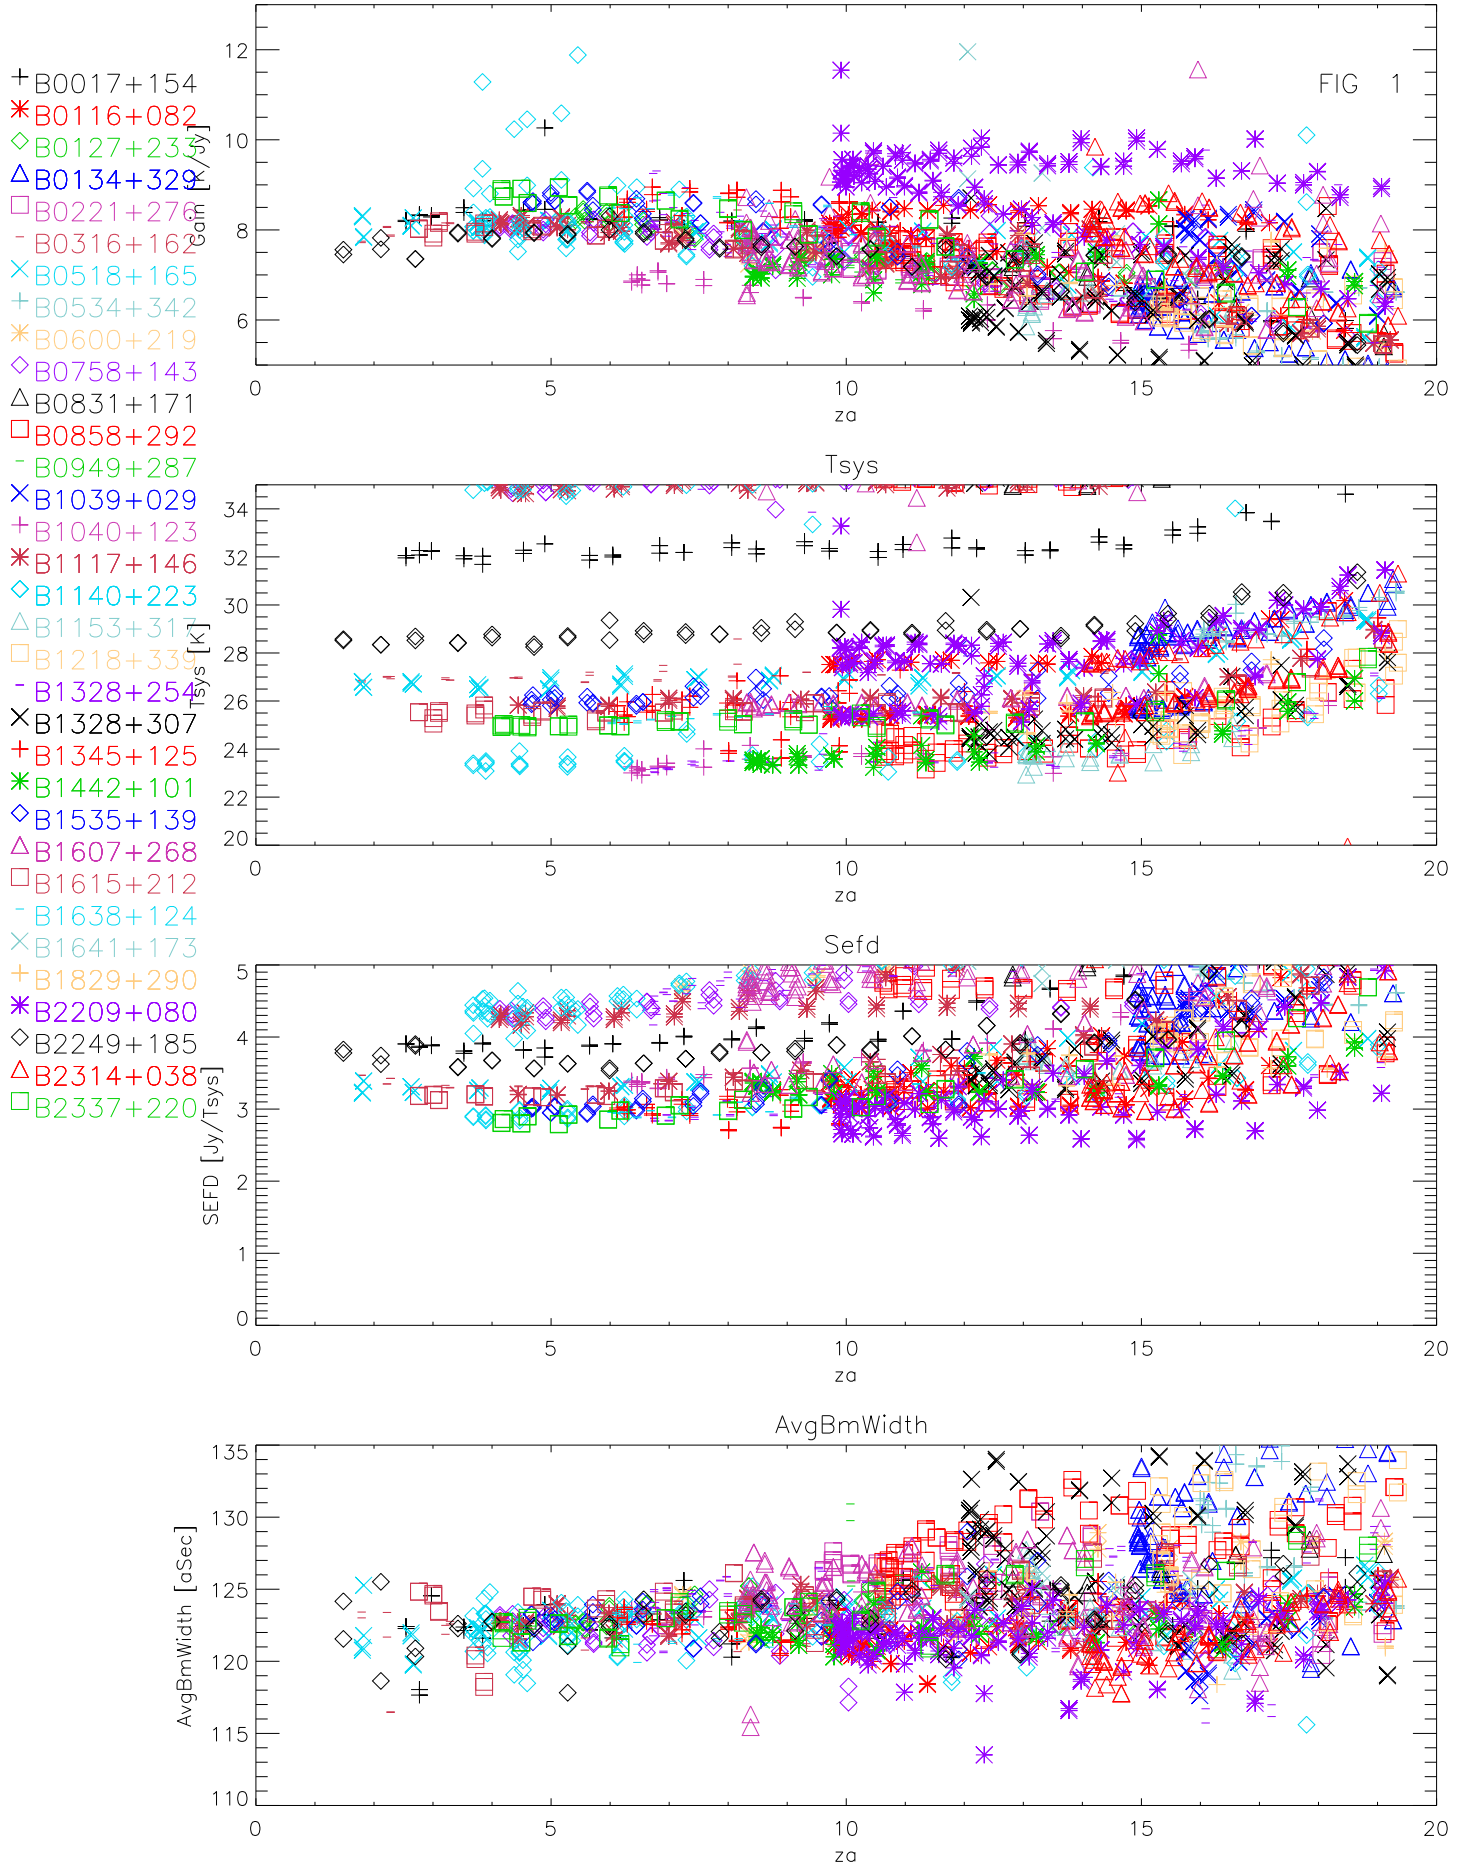 12
10
8
6
Gain [K/Jy]
FIG 1
0 5 10 15 20
za
B0017+154
B0116+082
B0127+233
B0134+329
B0221+276
B0316+162
B0518+165
B0534+342
B0600+219
B0758+143
B0831+171
B0858+292
B0949+287
B1039+029
B1040+123
B1117+146
B1140+223
B1153+317
B1218+339
B1328+254
B1328+307
B1345+125
B1442+101
B1535+139
B1607+268
B1615+212
B1638+124
B1641+173
B1829+290
B2209+080
B2249+185
B2314+038
B2337+220
Tsys
34
32
30
28
26
24
22
20
Tsys [K]
0 5 10 15 20
za
Sefd
5
4
3
2
1
0
SEFD [Jy/Tsys]
0 5 10 15 20
za
AvgBmWidth
135
130
125
120
115
110
AvgBmWidth [aSec]
0 5 10 15 20
za